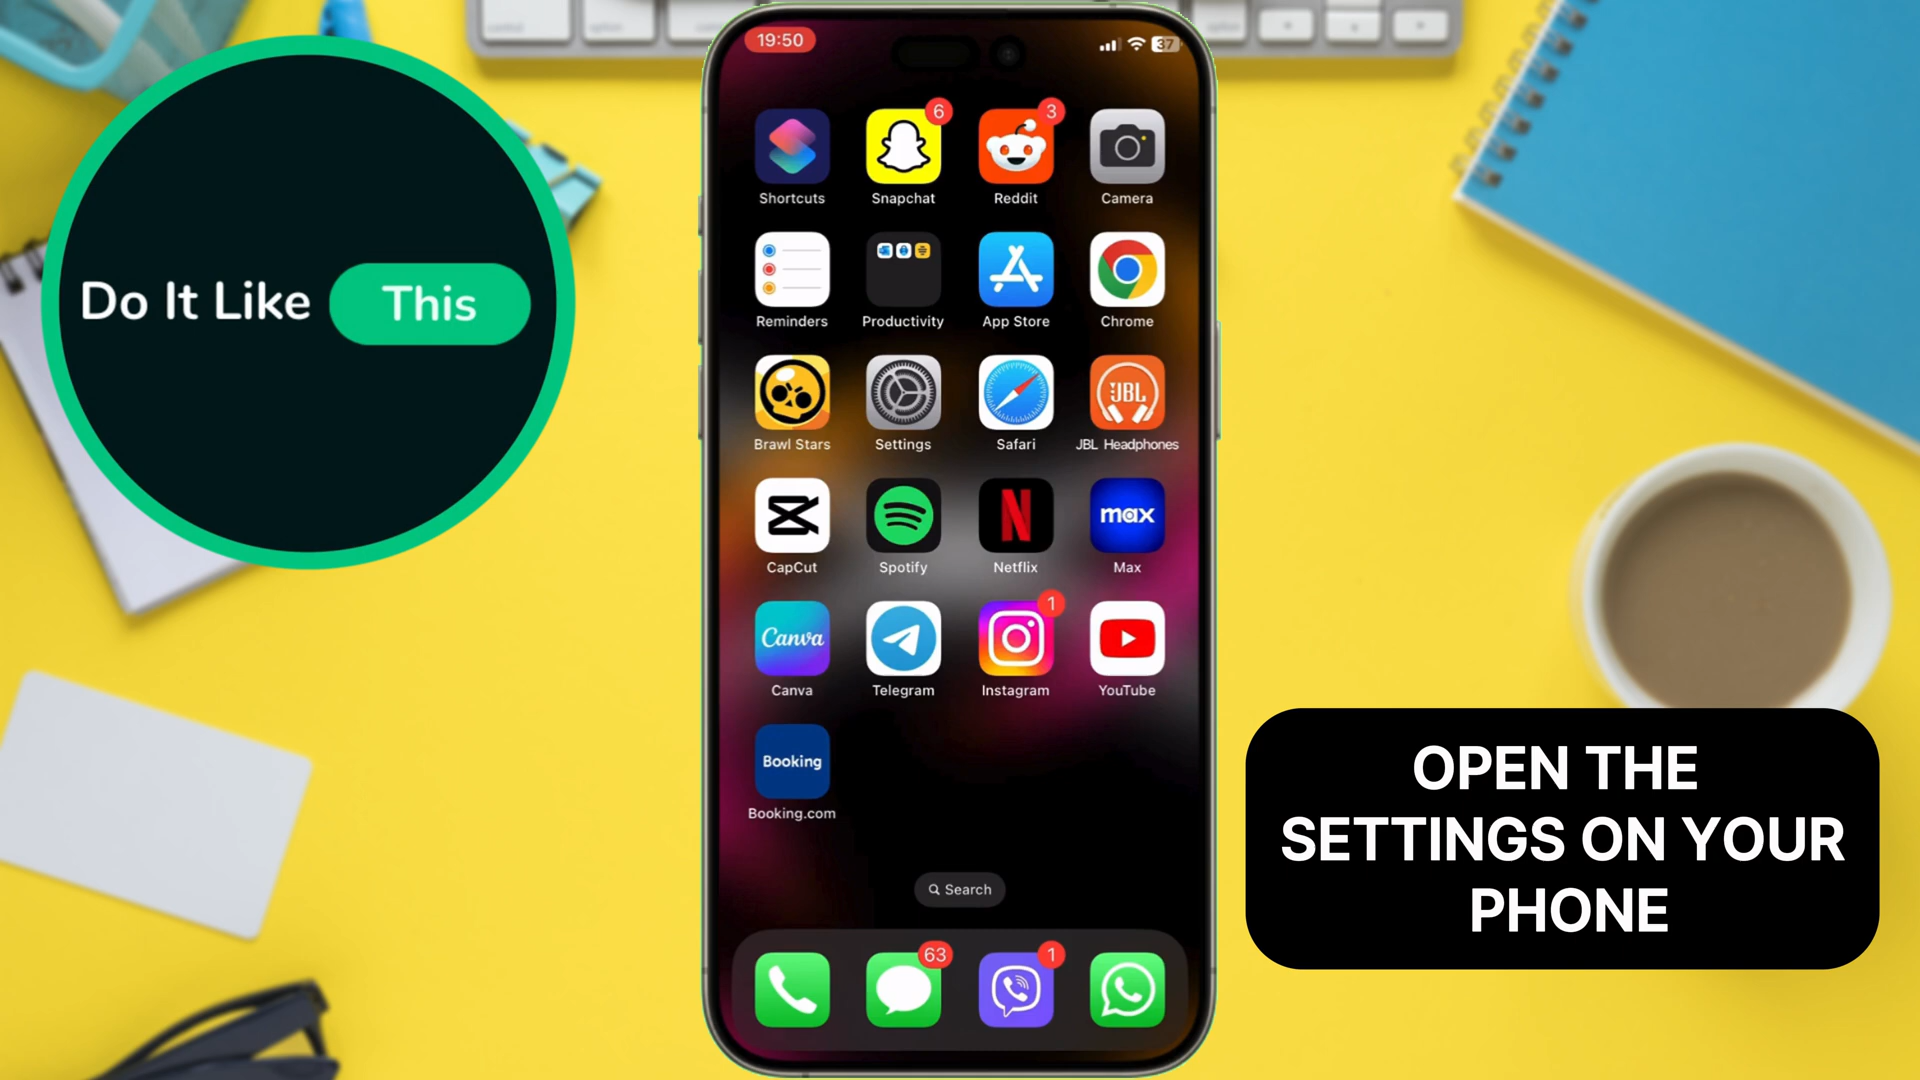 Do It Like This
19:50
37
6
3
Shortcuts
Snapchat
Reddit
Camera
Reminders
Productivity
App Store
Chrome
JBL
Brawl Stars
Settings
Safari
JBL Headphones
max
CapCut
Spotify
Netflix
Max
Canva
1
Canva
Telegram
Instagram
YouTube
Booking
Booking.com
Search
63
1
OPEN THE
SETTINGS ON YOUR
PHONE